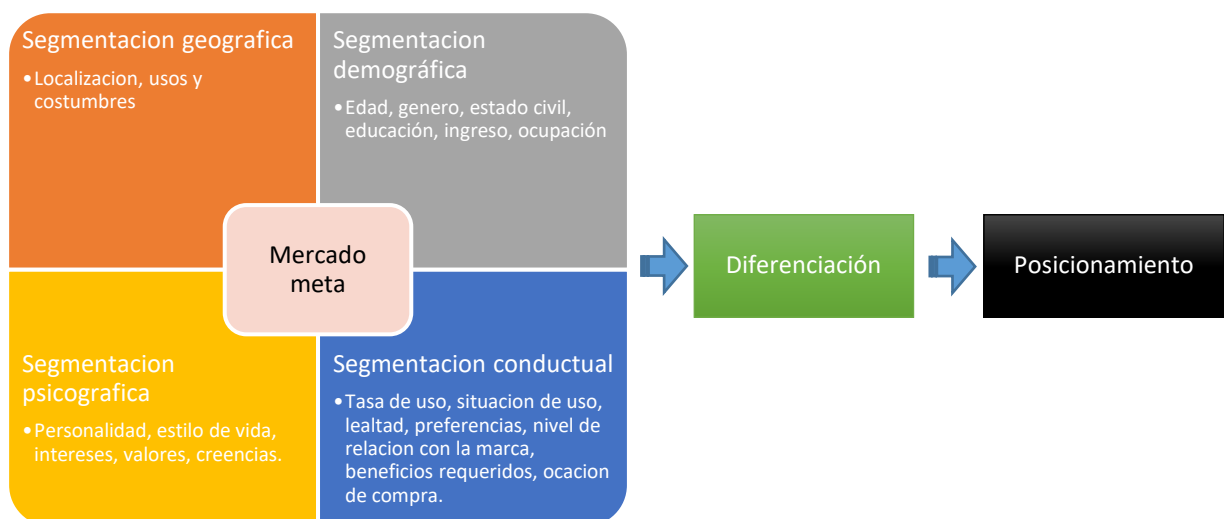 Segmentacion geografica
•Localizacion, usos y
costumbres
Segmentacion
demográfica
•Edad, genero, estado civil,
educación, ingreso, ocupación
Mercado
meta
Segmentacion
psicografica
•Personalidad, estilo de vida,
intereses, valores, creencias.
Segmentacion conductual
•Tasa de uso, situacion de uso,
lealtad, preferencias, nivel de
relacion con la marca,
beneficios requeridos, ocacion
de compra.
Diferenciación
Posicionamiento